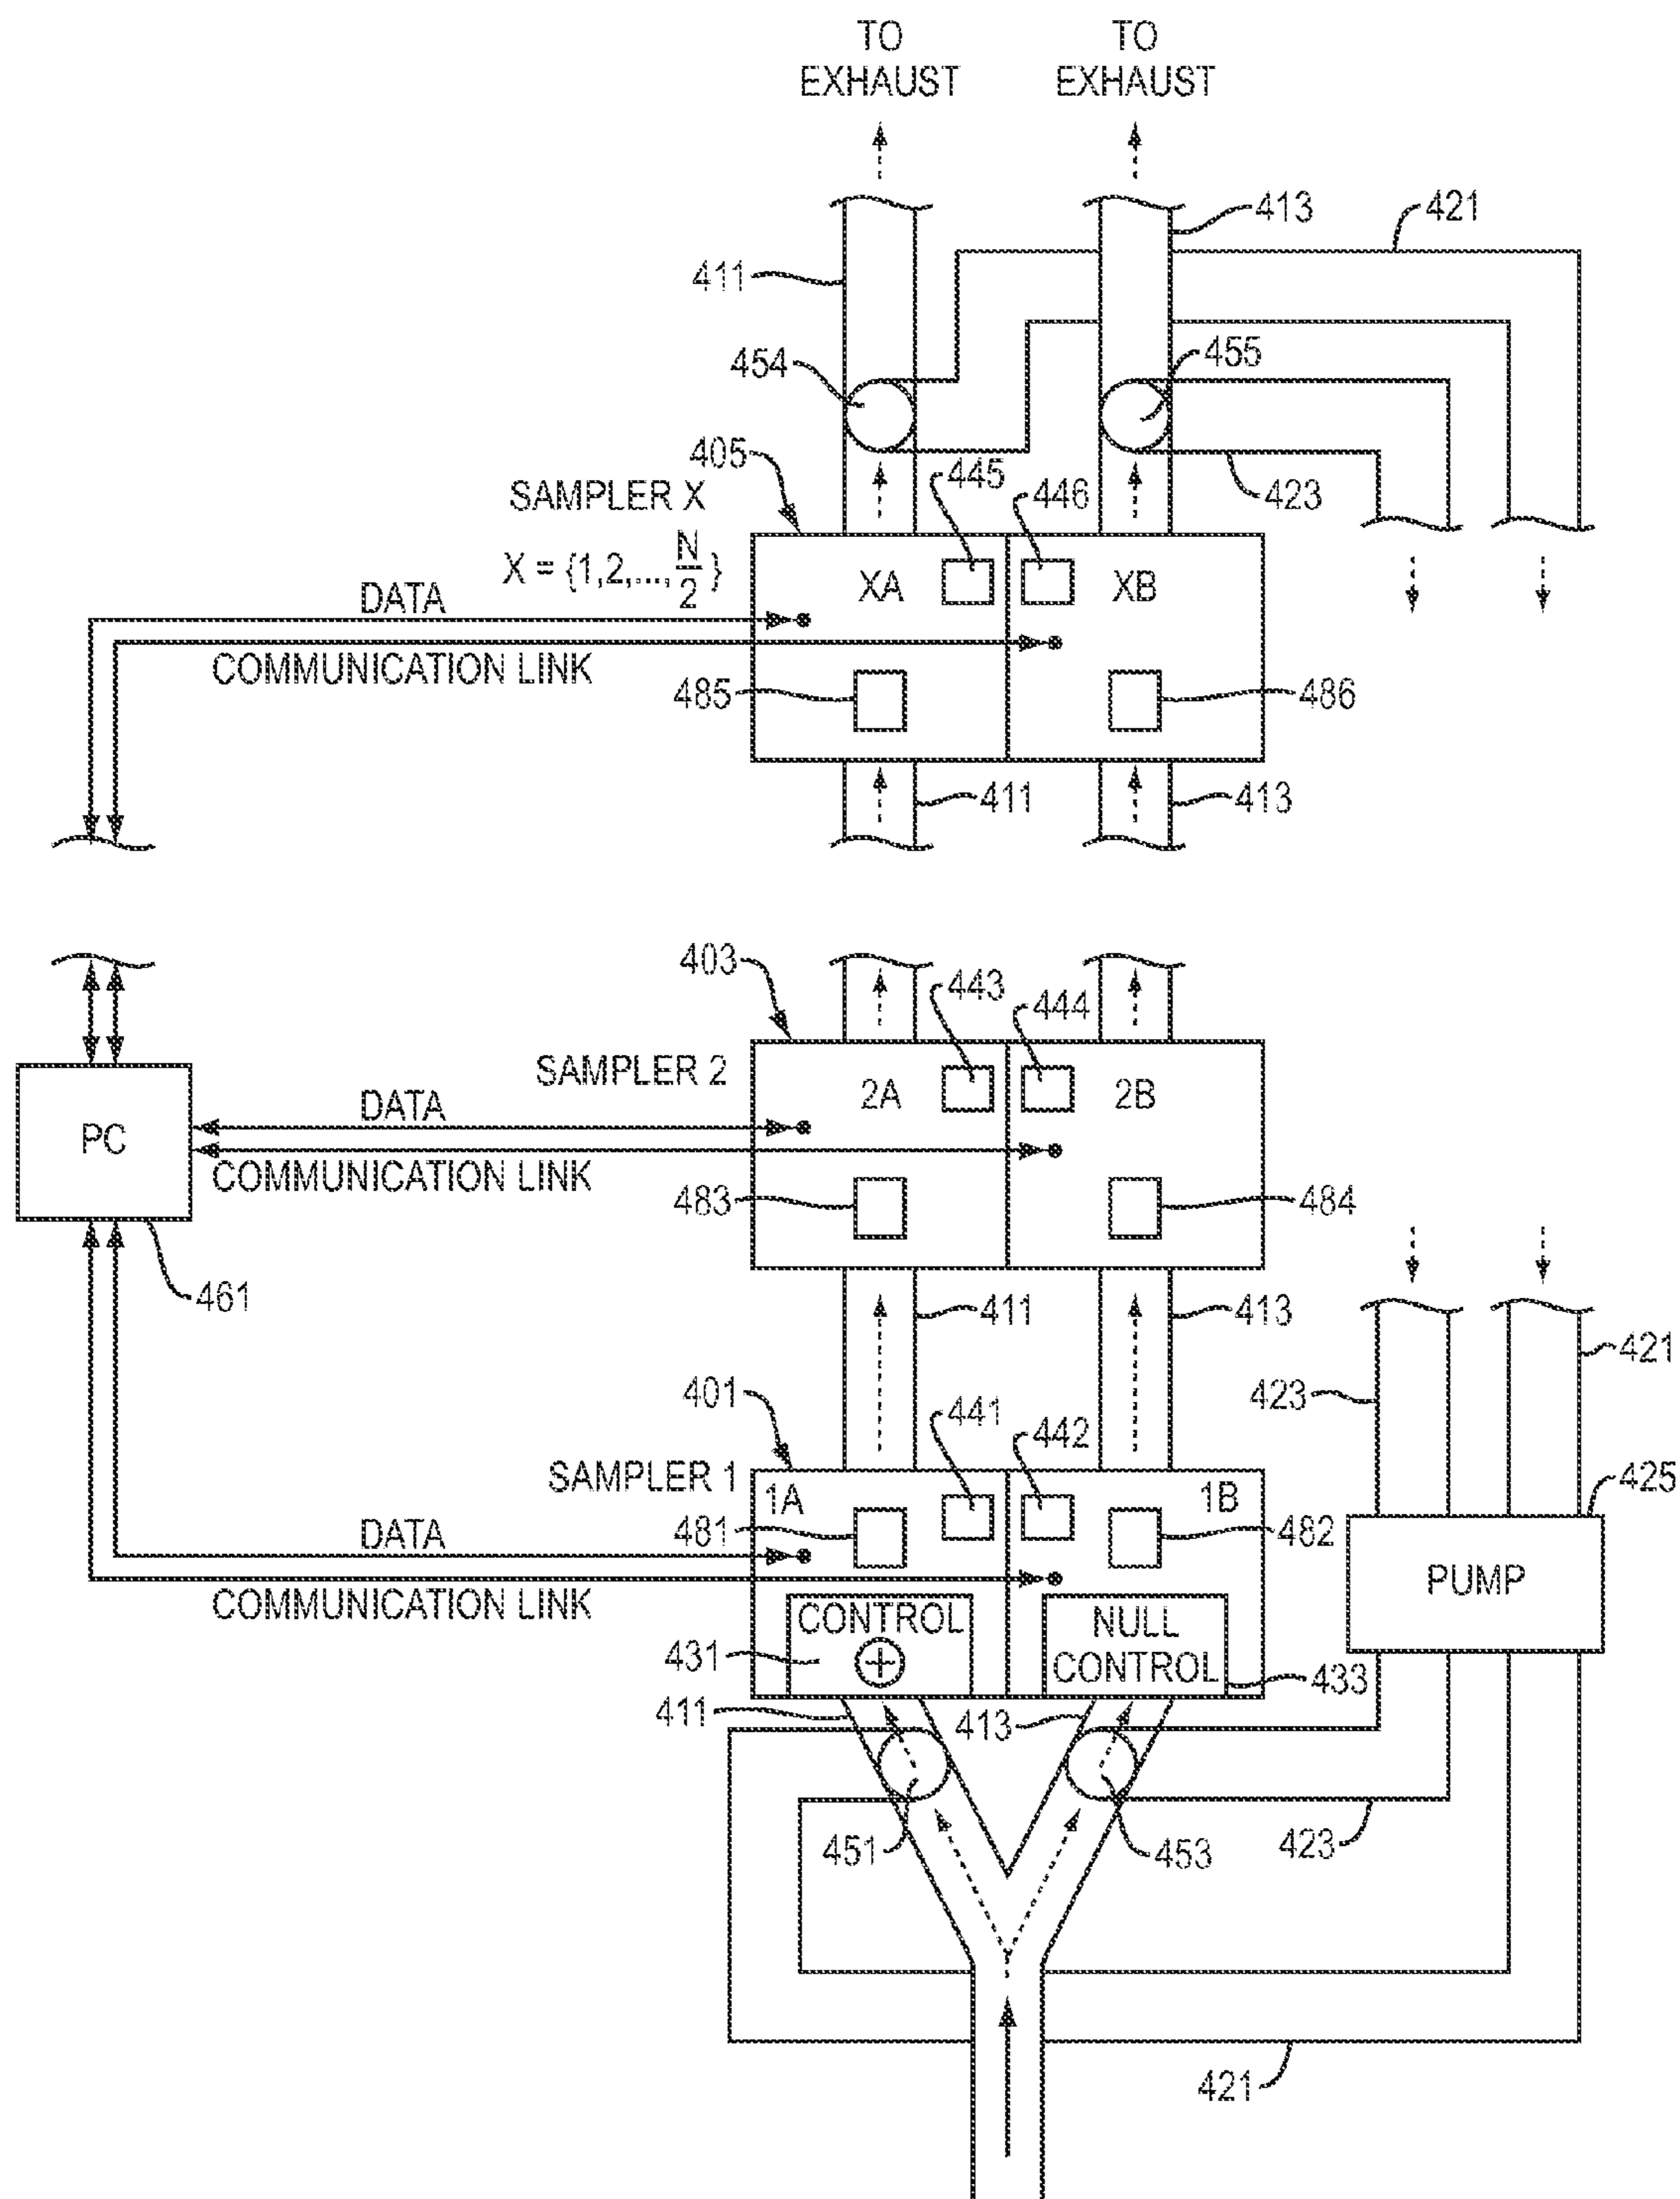 TO
EXHAUST
TO
EXHAUST
413
421
411
454
455
405
445
446
423
SAMPLER X
X = {1,2,..., N/2 }
XA
XB
DATA
COMMUNICATION LINK
485
486
411
413
403
443
444
SAMPLER 2
2A
2B
PC
DATA
COMMUNICATION LINK
483
484
461
411
413
421
423
401
441
442
SAMPLER 1
1A
1B
425
481
482
DATA
PUMP
COMMUNICATION LINK
CONTROL
+
NULL
CONTROL
431
433
411
413
451
453
423
421